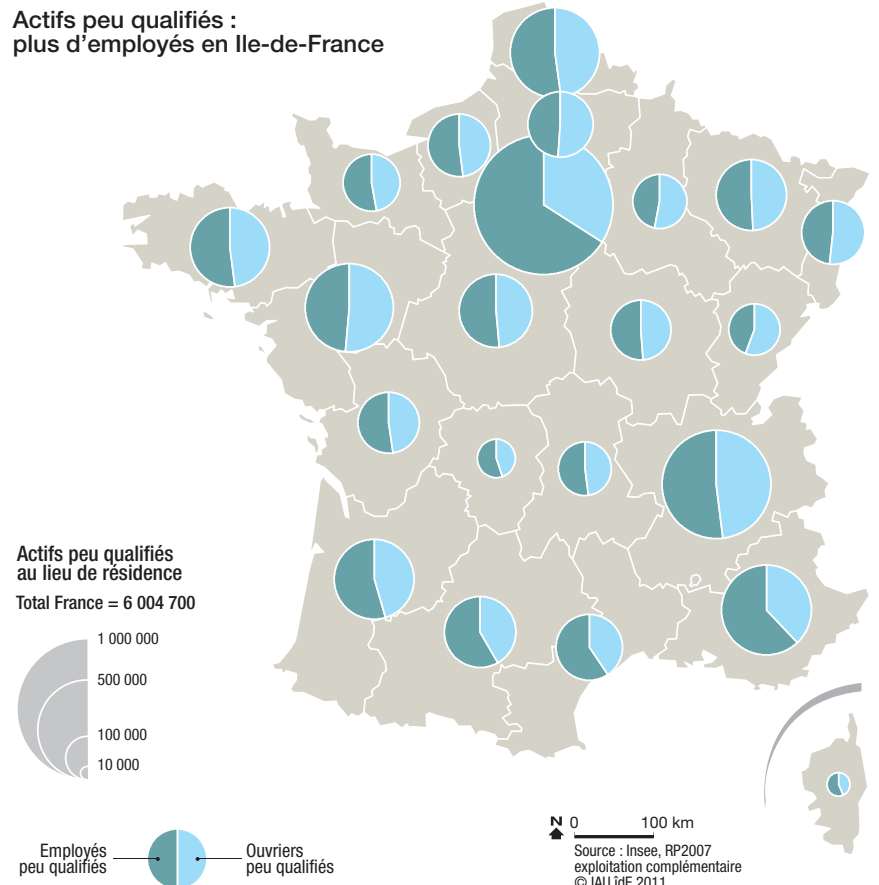 Actifs peu qualifiés :
plus d'employés en Ile-de-France
Actifs peu qualifiés
au lieu de résidence
Total France = 6 004 700
1 000 000
500 000
100 000
10 000
Employés
peu qualifiés
Ouvriers
peu qualifiés
N 0 100 km
Source : Insee, RP2007
exploitation complémentaire
© IAU îdF 2011